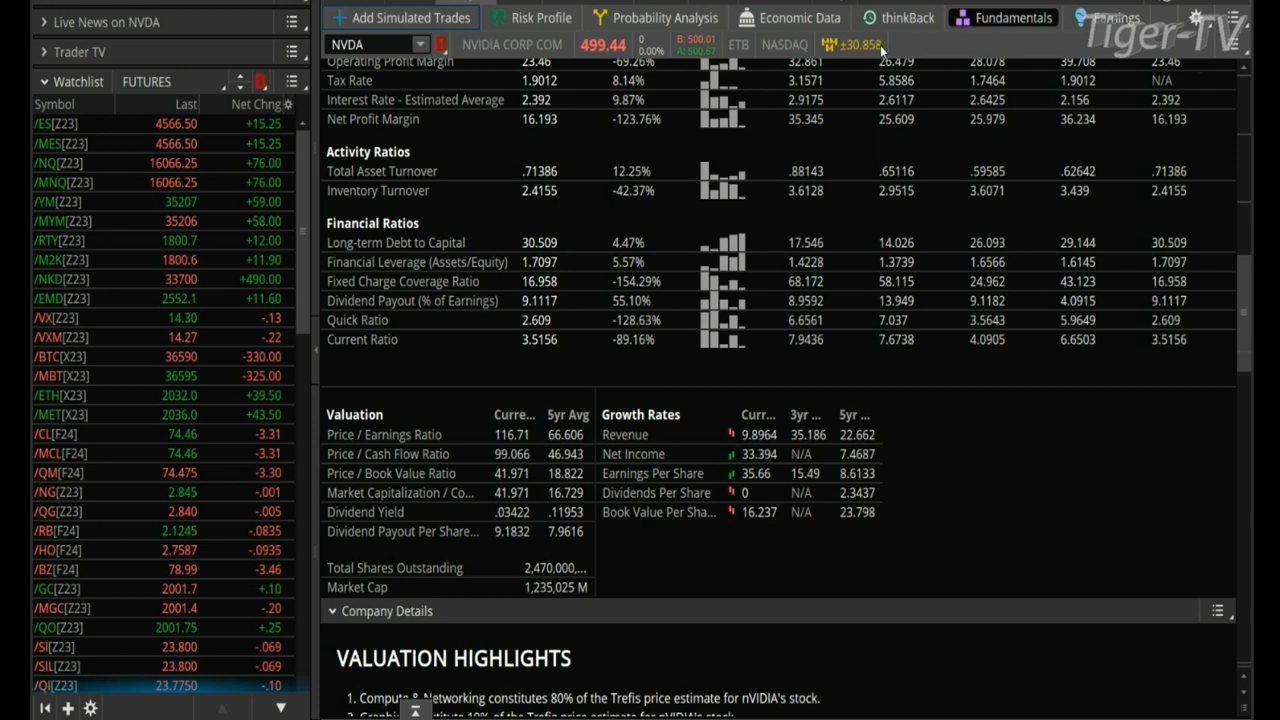 Live News on NVDA
Add Simulated Trades Risk Profile Probability Analysis Economic Data thinkBack Fundamentals Earnings
Tiger-TV
Trader TV
NVDA NVIDIA CORP COM 499.44 0 0.00% B: 500.01 A: 500.67 ETB NASDAQ ±30.858
Watchlist FUTURES
Symbol Last Net Chng
/ES[Z23] 4566.50 +15.25
/MES[Z23] 4566.50 +15.25
/NQ[Z23] 16066.25 +76.00
/MNQ[Z23] 16066.25 +76.00
/YM[Z23] 35207 +59.00
/MYM[Z23] 35206 +58.00
/RTY[Z23] 1800.7 +12.00
/M2K[Z23] 1800.6 +11.90
/NKD[Z23] 33700 +490.00
/EMD[Z23] 2552.1 +11.60
/VX[Z23] 14.30 -.13
/VXM[Z23] 14.27 -.22
/BTC[X23] 36590 -330.00
/MBT[X23] 36595 -325.00
/ETH[X23] 2032.0 +39.50
/MET[X23] 2036.0 +43.50
/CL[F24] 74.46 -3.31
/MCL[F24] 74.46 -3.31
/QM[F24] 74.475 -3.30
/NG[Z23] 2.845 -.001
/QG[Z23] 2.840 -.005
/RB[F24] 2.1245 -.0835
/HO[F24] 2.7587 -.0935
/BZ[F24] 78.99 -3.46
/GC[Z23] 2001.7 +.10
/MGC[Z23] 2001.4 -.20
/QO[Z23] 2001.75 +.25
/SI[Z23] 23.800 -.069
/SIL[Z23] 23.800 -.069
/QI[Z23] 23.7750 -.10
Operating Profit Margin 23.46 -69.26% 32.861 26.479 28.078 39.708 23.46
Tax Rate 1.9012 8.14% 3.1571 5.8586 1.7464 1.9012 N/A
Interest Rate - Estimated Average 2.392 9.87% 2.9175 2.6117 2.6425 2.156 2.392
Net Profit Margin 16.193 -123.76% 35.345 25.609 25.979 36.234 16.193
Activity Ratios
Total Asset Turnover .71386 12.25% .88143 .65116 .59585 .62642 .71386
Inventory Turnover 2.4155 -42.37% 3.6128 2.9515 3.6071 3.439 2.4155
Financial Ratios
Long-term Debt to Capital 30.509 4.47% 17.546 14.026 26.093 29.144 30.509
Financial Leverage (Assets/Equity) 1.7097 5.57% 1.4228 1.3739 1.6566 1.6145 1.7097
Fixed Charge Coverage Ratio 16.958 -154.29% 68.172 58.115 24.962 43.123 16.958
Dividend Payout (% of Earnings) 9.1117 55.10% 8.9592 13.949 9.1182 4.0915 9.1117
Quick Ratio 2.609 -128.63% 6.6561 7.037 3.5643 5.9649 2.609
Current Ratio 3.5156 -89.16% 7.9436 7.6738 4.0905 6.6503 3.5156
Valuation Curre... 5yr Avg
Price / Earnings Ratio 116.71 66.606
Price / Cash Flow Ratio 99.066 46.943
Price / Book Value Ratio 41.971 18.822
Market Capitalization / Co... 41.971 16.729
Dividend Yield .03422 .11953
Dividend Payout Per Share... 9.1832 7.9616
Total Shares Outstanding 2,470,000,...
Market Cap 1,235,025 M
Growth Rates Curr... 3yr ... 5yr ...
Revenue 9.8964 35.186 22.662
Net Income 33.394 N/A 7.4687
Earnings Per Share 35.66 15.49 8.6133
Dividends Per Share 0 N/A 2.3437
Book Value Per Sha... 16.237 N/A 23.798
Company Details
VALUATION HIGHLIGHTS
1. Compute & Networking constitutes 80% of the Trefis price estimate for nVIDIA's stock.